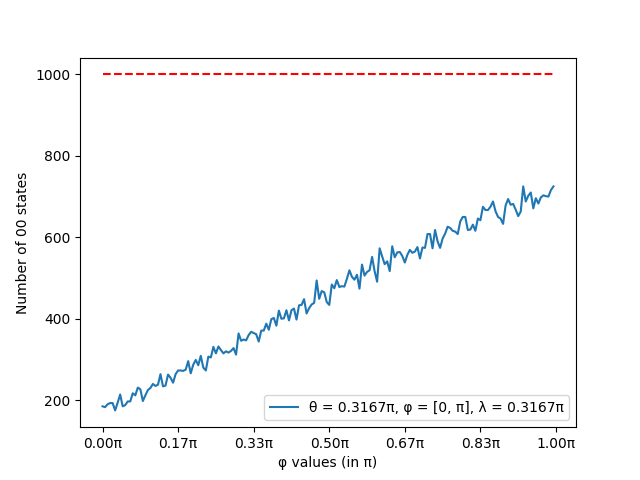 1000
800
600
400
200
Number of 00 states
θ = 0.3167π, φ = [0, π], λ = 0.3167π
0.00π 0.17π 0.33π 0.50π 0.67π 0.83π 1.00π
φ values (in π)